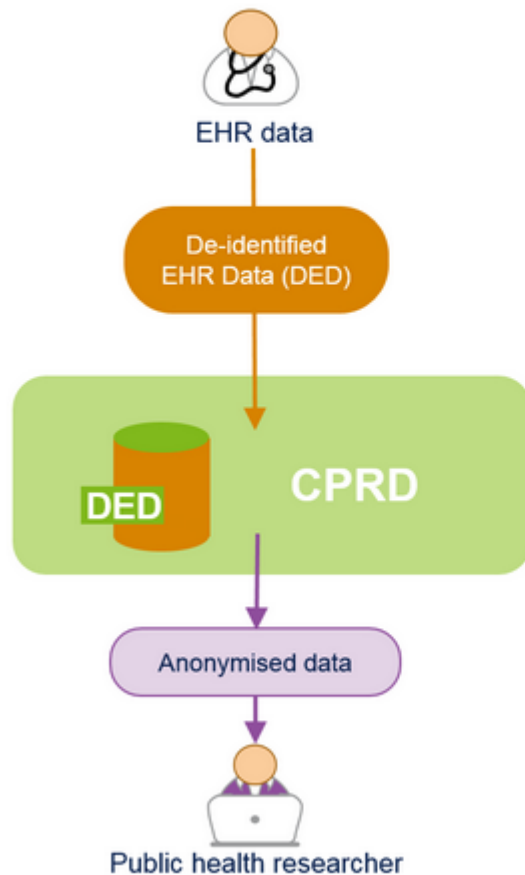 EHR data
De-identified
EHR Data (DED)
DED
CPRD
Anonymised data
Public health researcher